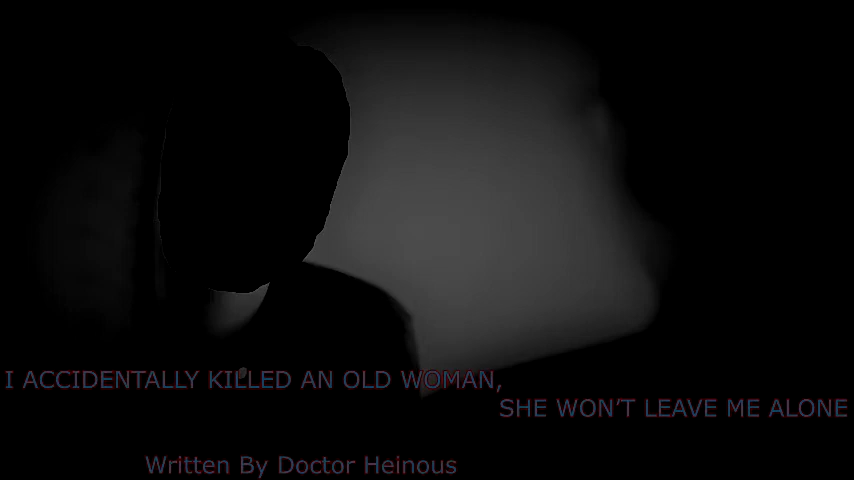 I ACCIDENTALLY KILLED AN OLD WOMAN,
SHE WON'T LEAVE ME ALONE
Written By Doctor Heinous